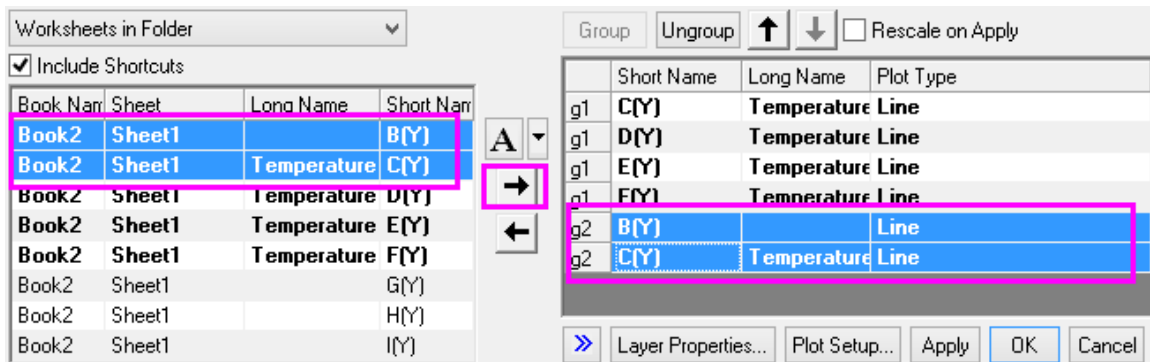 Worksheets in Folder
Group Ungroup Rescale on Apply
Include Shortcuts
Short Name Long Name Plot Type
Book Nam Sheet Long Name Short Nam
g1 C(Y) Temperature Line
Book2 Sheet1 B(Y)
A
g1 D(Y) Temperature Line
Book2 Sheet1 Temperature C(Y)
g1 E(Y) Temperature Line
Book2 Sheet1 Temperature D(Y)
g1 F(Y) Temperature Line
Book2 Sheet1 Temperature E(Y)
g2 B(Y) Line
Book2 Sheet1 Temperature F(Y)
g2 C(Y) Temperature Line
Book2 Sheet1 G(Y)
Book2 Sheet1 H(Y)
Book2 Sheet1 I(Y)
Layer Properties... Plot Setup... Apply OK Cancel